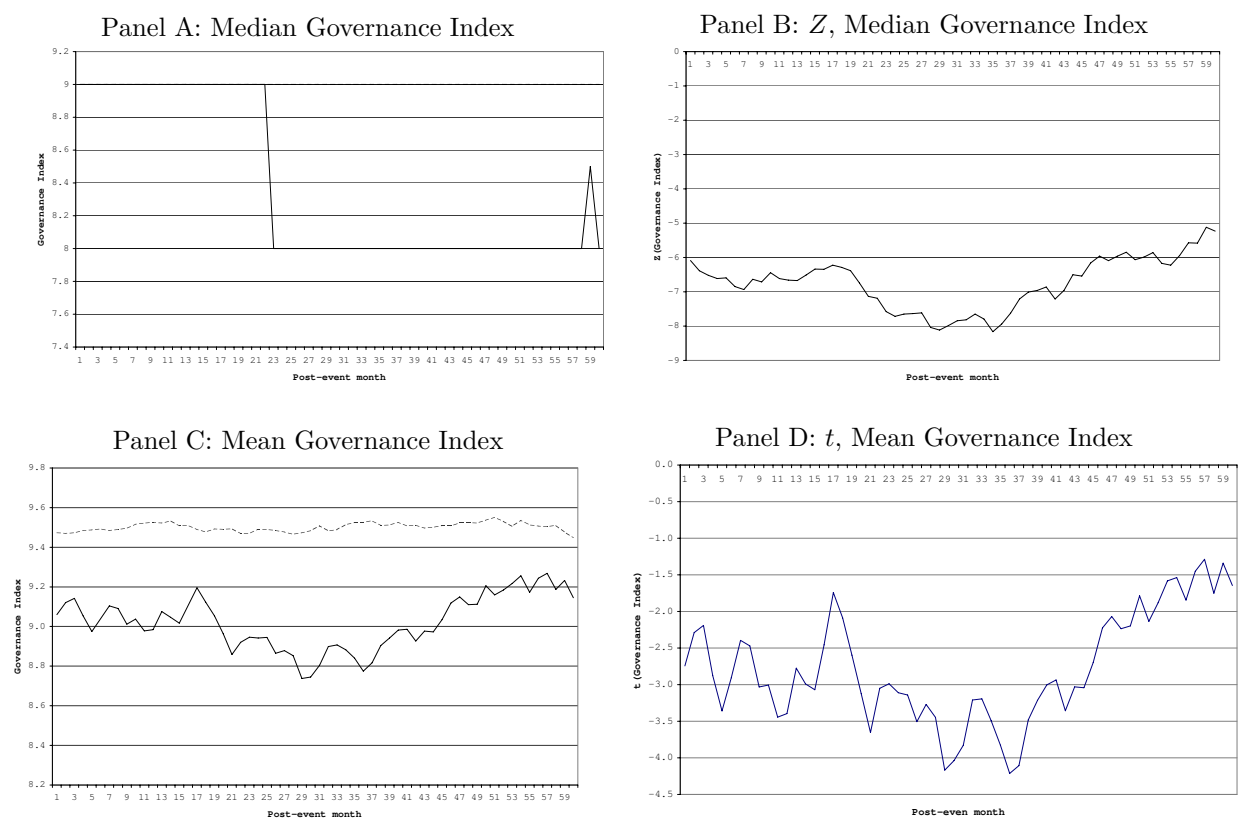 Panel A: Median Governance Index
9.2
9
8.8
8.6
8.4
8.2
8
7.8
7.6
7.4
Governance Index
1 3 5 7 9 11 13 15 17 19 21 23 25 27 29 31 33 35 37 39 41 43 45 47 49 51 53 55 57 59
Post-event month
Panel B: Z, Median Governance Index
0
1 3 5 7 9 11 13 15 17 19 21 23 25 27 29 31 33 35 37 39 41 43 45 47 49 51 53 55 57 59
-1
-2
-3
-4
-5
-6
-7
-8
-9
Z(Governance Index)
Post-event month
Panel C: Mean Governance Index
9.8
9.6
9.4
9.2
9.0
8.8
8.6
8.4
8.2
Governance Index
1 3 5 7 9 11 13 15 17 19 21 23 25 27 29 31 33 35 37 39 41 43 45 47 49 51 53 55 57 59
Post-event month
Panel D: t, Mean Governance Index
0.0
1 3 5 7 9 11 13 15 17 19 21 23 25 27 29 31 33 35 37 39 41 43 45 47 49 51 53 55 57 59
-0.5
-1.0
-1.5
-2.0
-2.5
-3.0
-3.5
-4.0
-4.5
t(Governance Index)
Post-even month